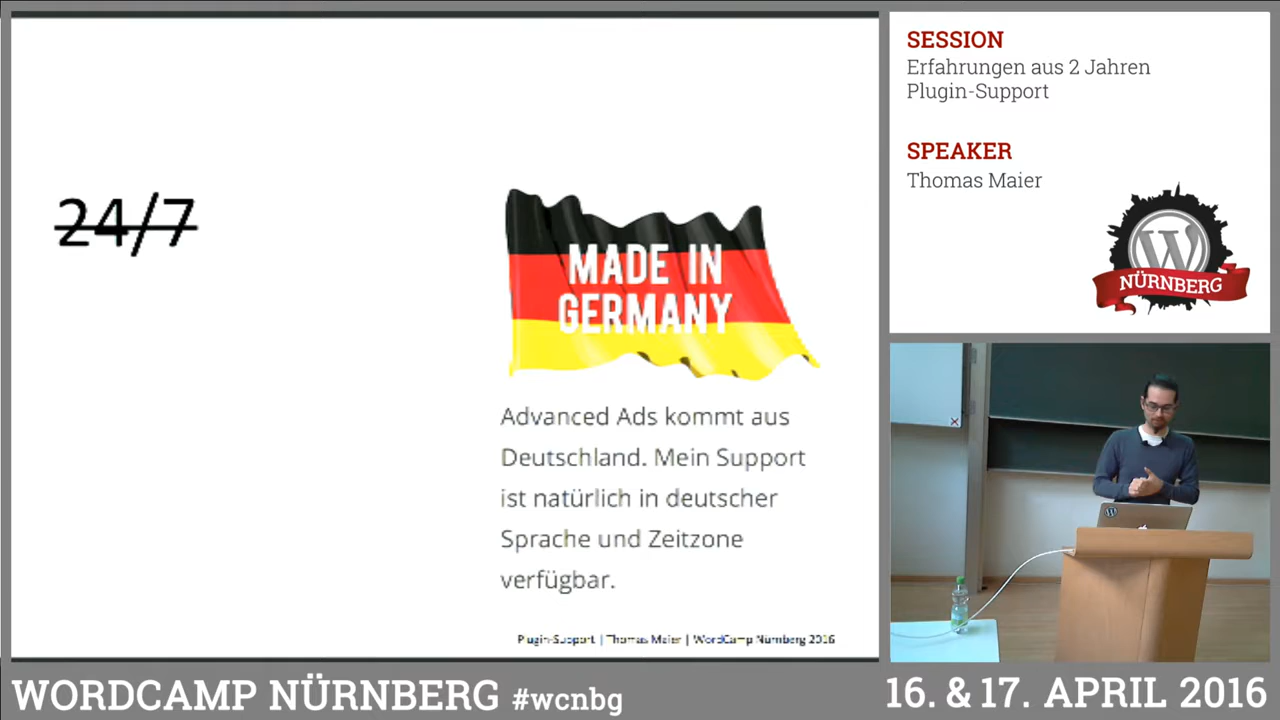 24/7
MADE IN
GERMANY
Advanced Ads kommt aus
Deutschland. Mein Support
ist natürlich in deutscher
Sprache und Zeitzone
verfügbar.
Plugin-Support | Thomas Maier | WordCamp Nürnberg 2016
SESSION
Erfahrungen aus 2 Jahren
Plugin-Support
SPEAKER
Thomas Maier
NÜRNBERG
WORDCAMP NÜRNBERG #wcnbg
16. & 17. APRIL 2016